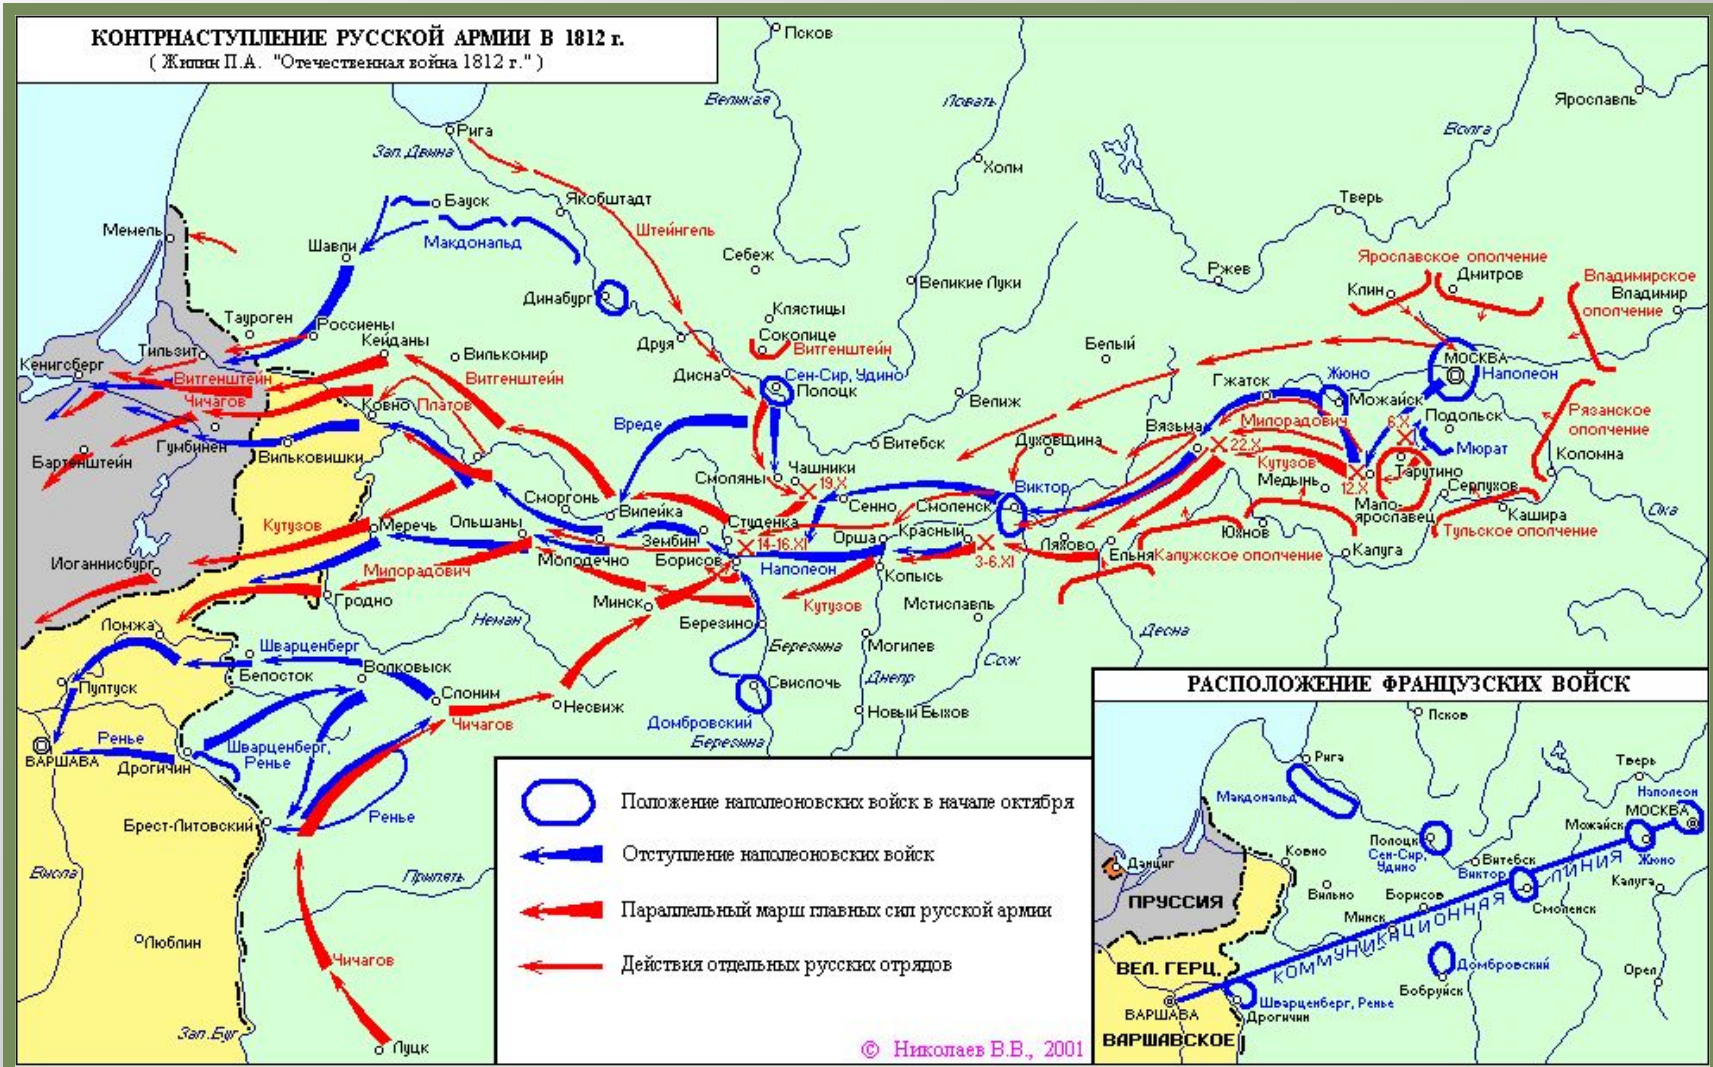 КОНТРНАСТУПЛЕНИЕ РУССКОЙ АРМИИ В 1812 г.
( Жилин П.А. "Отечественная война 1812 г." )
Псков
Великая
Ловать
Ярославль
Волга
Рига
Зап.Двина
Холм
Бауск
Якобштадт
Тверь
Мемель
Шавли
Макдональд
Штейнгель
Себеж
Ржев
Ярославское ополчение
Дмитров
Владимирское
ополчение
Владимир
Динабург
Великие Луки
Клин
Тауроген
Россиены
Клястицы
Соколице
Витгенштейн
Кейданы
Вилькомир
Друя
Белый
Тильзит
Кенигсберг
Витгенштейн
Чичагов
Витгенштейн
Дисна
Сен-Сир, Удино
Полоцк
МОСКВА
Наполеон
Гжатск
Жюно
Можайск
Ковно
Платов
Велиж
Подольск
Рязанское
ополчение
Гумбинен
Вреде
Витебск
Духовщина
Вязьма
Милорадович
6.X
Мюрат
22.X
Бартенштейн
Вильковишки
Кутузов
Коломна
Смоляны
Чашники
19.X
Медынь
12.X
Тарутино
Серпухов
Виктор
Сморгонь
Вилейка
Сенно
Смоленск
Мало-
ярославец
Кашира
Ока
Кутузов
Меречь
Ольшаны
Студенка
Орша
Красный
Юхнов
Тульское ополчение
Зембин
14-16.XI
Ляхово
Ельня
Калужское ополчение
Калуга
Иоганнисбург
Милорадович
Молодечно
Борисов
Наполеон
3-6.XI
Копысь
Гродно
Минск
Кутузов
Мстиславль
Ломжа
Неман
Березино
Десна
Шварценберг
Березина
Могилев
Сож
Белосток
Волковыск
Пултуск
Слоним
Свислочь
Днепр
Чичагов
Несвиж
Новый Быхов
Домбровский
Березина
Ренье
ВАРШАВА
Дрогичин
Шварценберг,
Ренье
Брест-Литовский
Ренье
Висла
Припять
Люблин
Чичагов
Зап.Буг
Луцк
Положение наполеоновских войск в начале октября
Отступление наполеоновских войск
Параллельный марш главных сил русской армии
Действия отдельных русских отрядов
© Николаев В.В., 2001
РАСПОЛОЖЕНИЕ ФРАНЦУЗСКИХ ВОЙСК
Псков
Рига
Тверь
Макдональд
Наполеон
МОСКВА
Можайск
Полоцк
Сен-Сир,
Удино
Жюно
Ковно
Витебск
Виктор
Данциг
Калуга
Вильно
Борисов
ПРУССИЯ
Смоленск
Минск
КОММУНИКАЦИОННАЯ ЛИНИЯ
ВЕЛ. ГЕРЦ.
Домбровский
Орел
Бобруйск
Шварценберг, Ренье
ВАРШАВА
Дрогичин
ВАРШАВСКОЕ